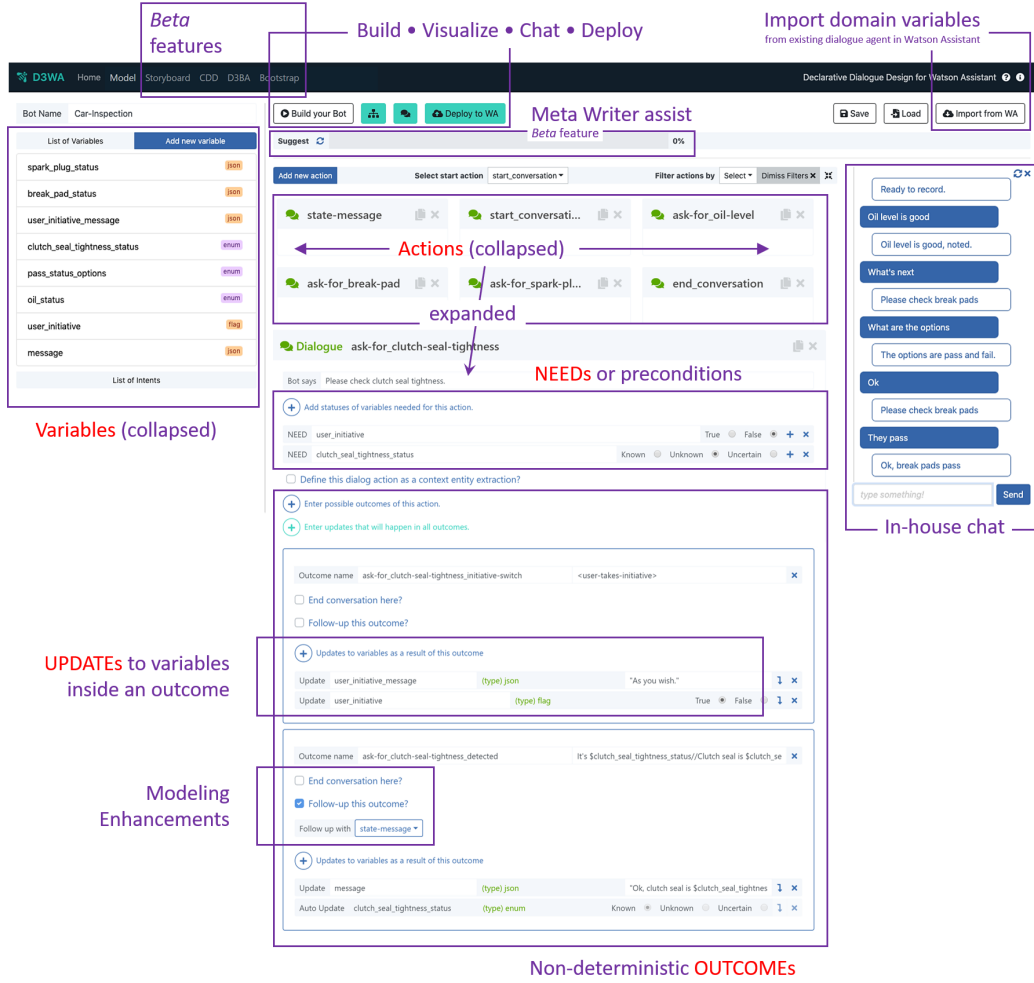 Beta
features
Build • Visualize • Chat • Deploy
Import domain variables
from existing dialogue agent in Watson Assistant
D3WA Home Model Storyboard CDD D3BA Bootstrap
Declarative Dialogue Design for Watson Assistant
Bot Name Car-Inspection
Build your Bot
Deploy to WA
Save
Load
Import from WA
Meta Writer assist
Beta feature
Suggest
0%
List of Variables
Add new variable
spark_plug_status json
break_pad_status json
user_initiative_message json
clutch_seal_tightness_status enum
pass_status_options enum
oil_status enum
user_initiative flag
message json
List of Intents
Variables (collapsed)
Add new action
Select start action start_conversation
Filter actions by Select Dimiss Filters ×
state-message
start_conversati...
ask-for_oil-level
Actions (collapsed)
ask-for_break-pad
ask-for_spark-pl...
end_conversation
expanded
Dialogue ask-for_clutch-seal-tightness
Bot says Please check clutch seal tightness.
NEEDs or preconditions
Add statuses of variables needed for this action.
NEED user_initiative True False
NEED clutch_seal_tightness_status Known Unknown Uncertain
Define this dialog action as a context entity extraction?
Enter possible outcomes of this action.
Enter updates that will happen in all outcomes.
Outcome name ask-for_clutch-seal-tightness_initiative-switch <user-takes-initiative>
End conversation here?
Follow-up this outcome?
Updates to variables as a result of this outcome
Update user_initiative_message (type) json "As you wish."
Update user_initiative (type) flag True False
UPDATEs to variables
inside an outcome
Outcome name ask-for_clutch-seal-tightness_detected It's $clutch_seal_tightness_status//Clutch seal is $clutch_se
End conversation here?
Follow-up this outcome?
Follow up with state-message
Modeling
Enhancements
Updates to variables as a result of this outcome
Update message (type) json "Ok, clutch seal is $clutch_seal_tightnes
Auto Update clutch_seal_tightness_status (type) enum Known Unknown Uncertain
Non-deterministic OUTCOMEs
Ready to record.
Oil level is good
Oil level is good, noted.
What's next
Please check break pads
What are the options
The options are pass and fail.
Ok
Please check break pads
They pass
Ok, break pads pass
type something!
Send
In-house chat